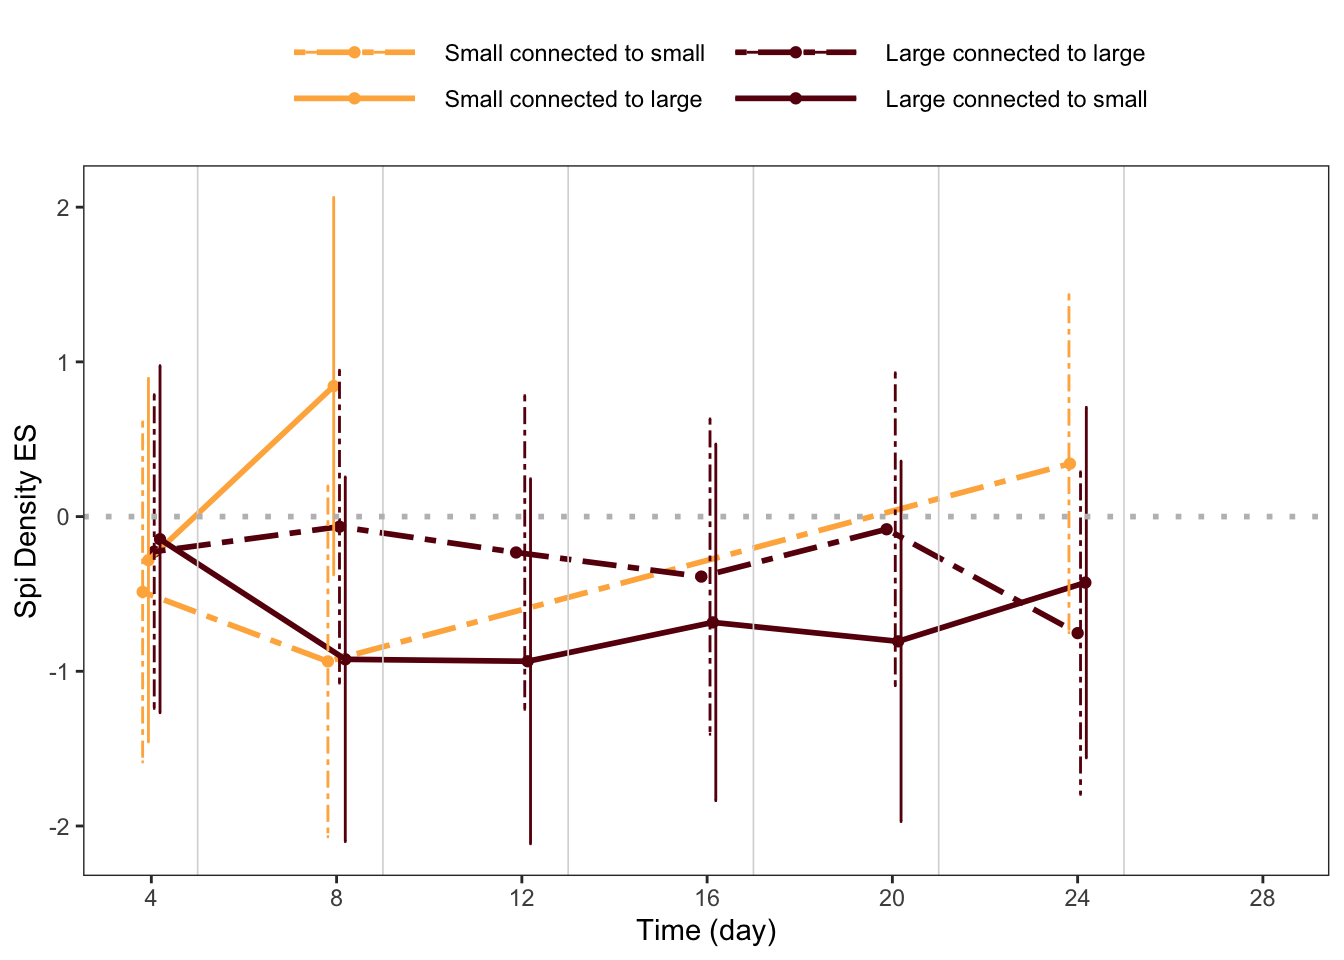 Small connected to small
Large connected to large
Small connected to large
Large connected to small
2
1
0
-1
-2
Spi Density ES
4 8 12 16 20 24 28
Time (day)